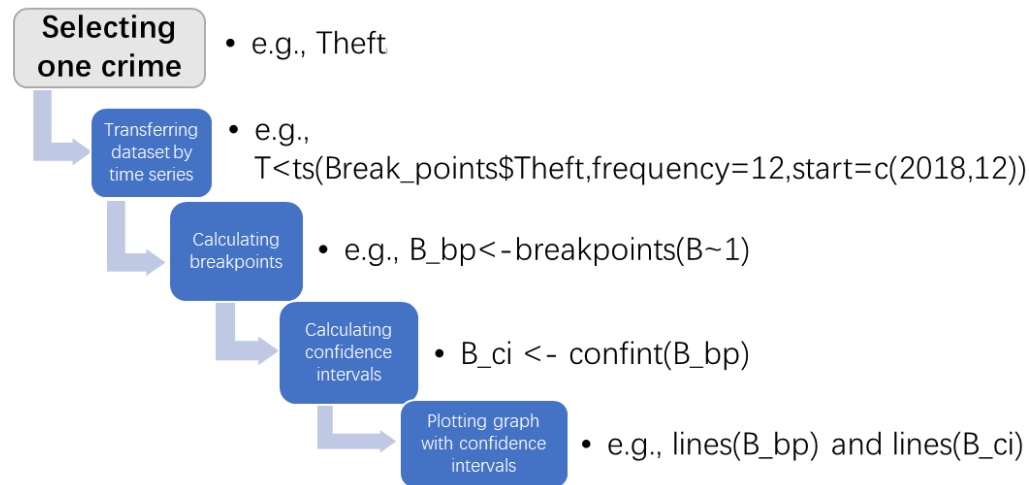 Selecting
one crime
• e.g., Theft
Transferring
dataset by
time series
• e.g.,
T<ts(Break_points$Theft,frequency=12,start=c(2018,12))
Calculating
breakpoints
• e.g., B_bp<-breakpoints(B~1)
Calculating
confidence
intervals
• B_ci <- confint(B_bp)
Plotting graph
with confidence
intervals
• e.g., lines(B_bp) and lines(B_ci)